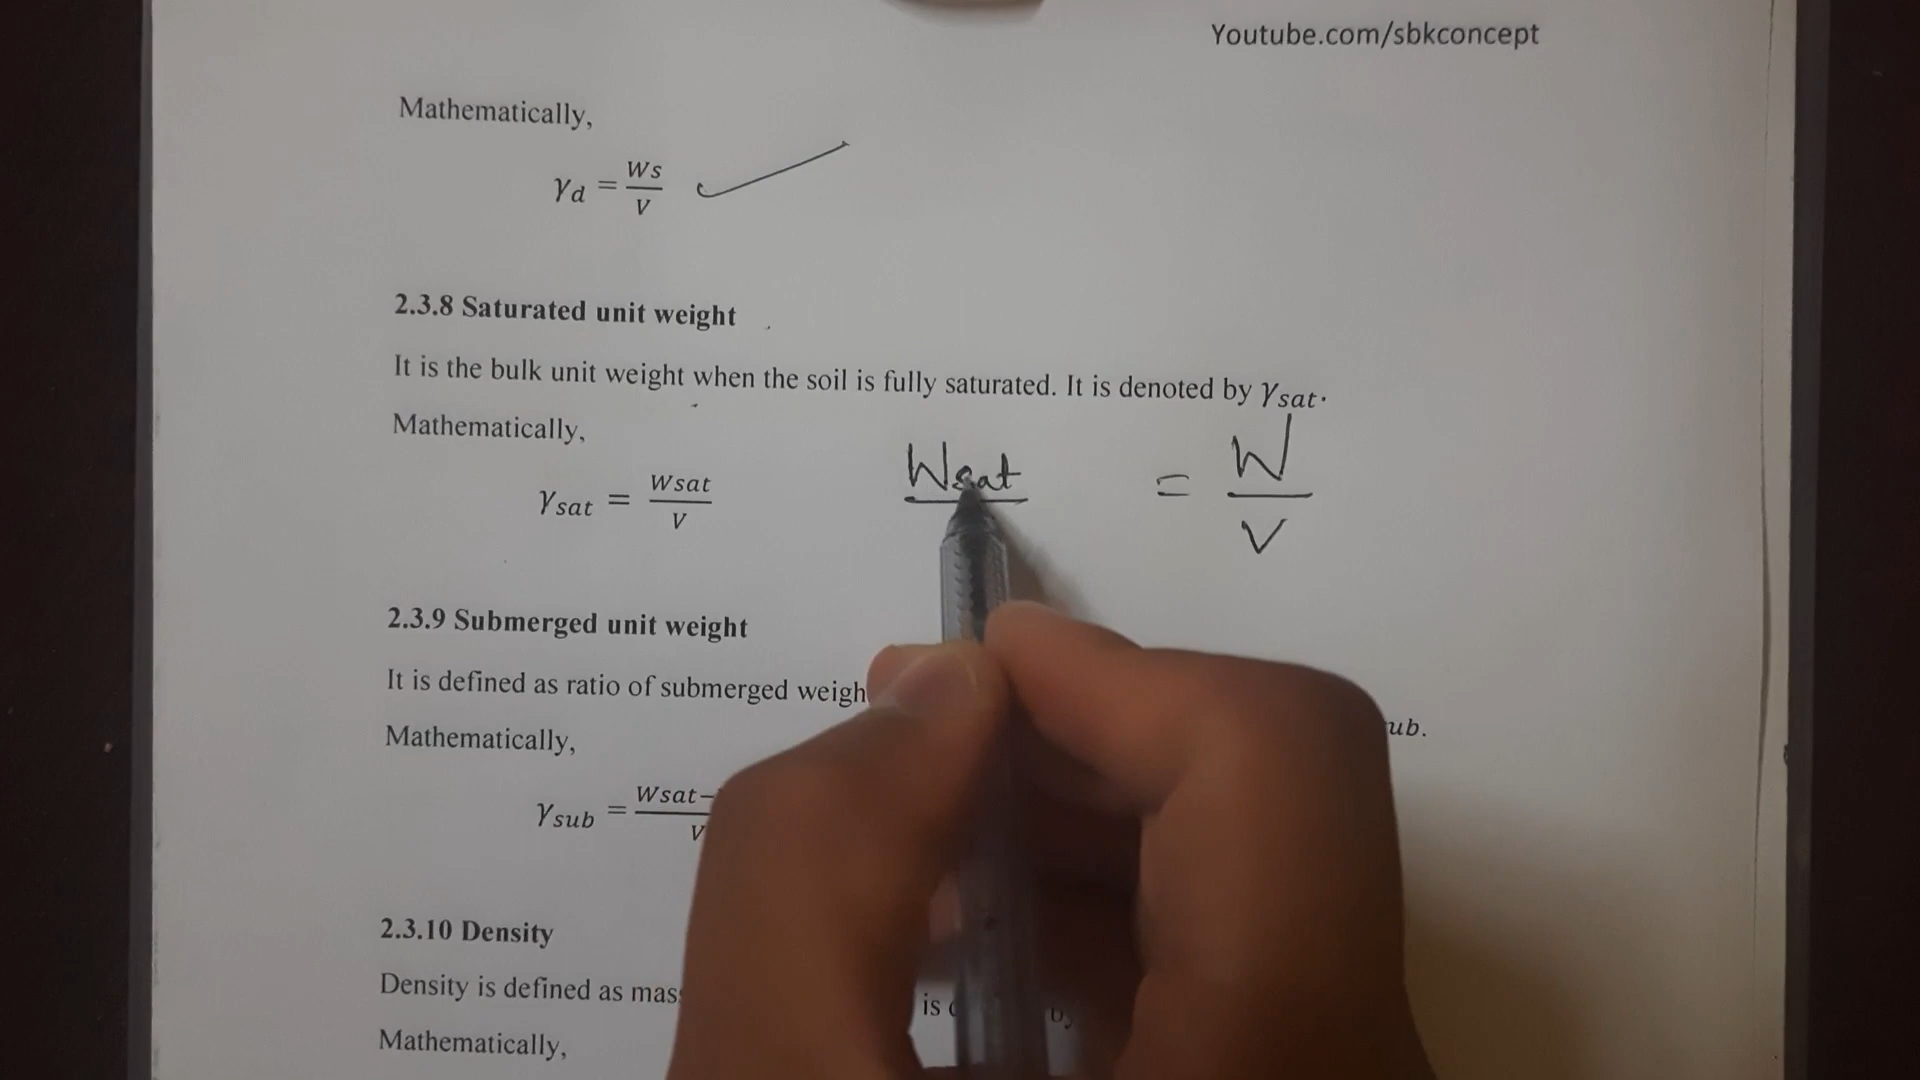 Youtube.com/sbkconcept
Mathematically,
γd = Ws/V
2.3.8 Saturated unit weight
It is the bulk unit weight when the soil is fully saturated. It is denoted by γsat.
Mathematically,
γsat = Wsat/V
Wsat
= W/V
2.3.9 Submerged unit weight
It is defined as ratio of submerged
Mathematically,
γsub = Wsat−
V
2.3.10 Density
Density is defined as
is
Mathematically,